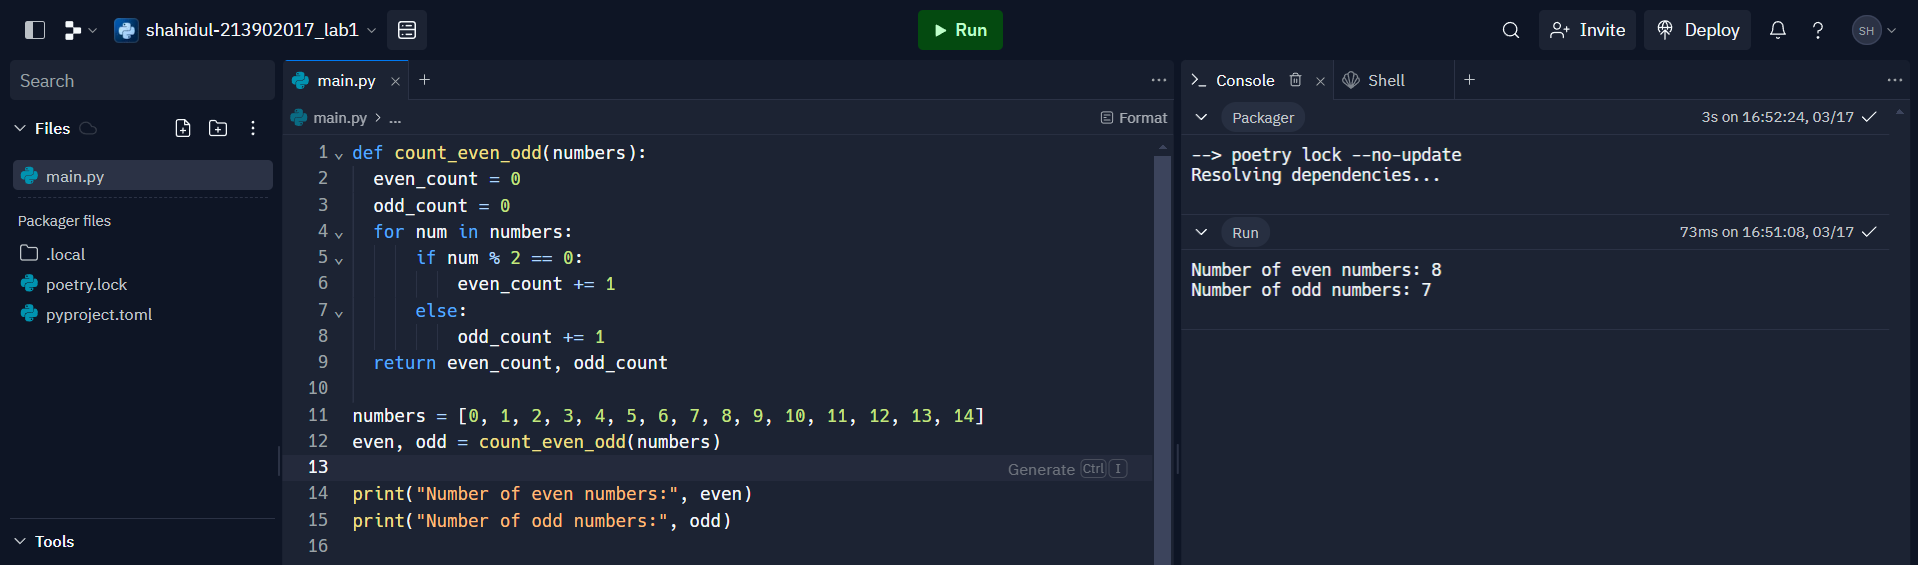 shahidul-213902017_lab1
Run
Invite
Deploy
SH
Search
Files
main.py
Packager files
.local
poetry.lock
pyproject.toml
Tools
main.py
main.py > ...
Format
1 def count_even_odd(numbers):
2 even_count = 0
3 odd_count = 0
4 for num in numbers:
5 if num % 2 == 0:
6 even_count += 1
7 else:
8 odd_count += 1
9 return even_count, odd_count
10
11 numbers = [0, 1, 2, 3, 4, 5, 6, 7, 8, 9, 10, 11, 12, 13, 14]
12 even, odd = count_even_odd(numbers)
13 Generate Ctrl I
14 print("Number of even numbers:", even)
15 print("Number of odd numbers:", odd)
16
Console
Shell
Packager 3s on 16:52:24, 03/17
--> poetry lock --no-update
Resolving dependencies...
Run 73ms on 16:51:08, 03/17
Number of even numbers: 8
Number of odd numbers: 7